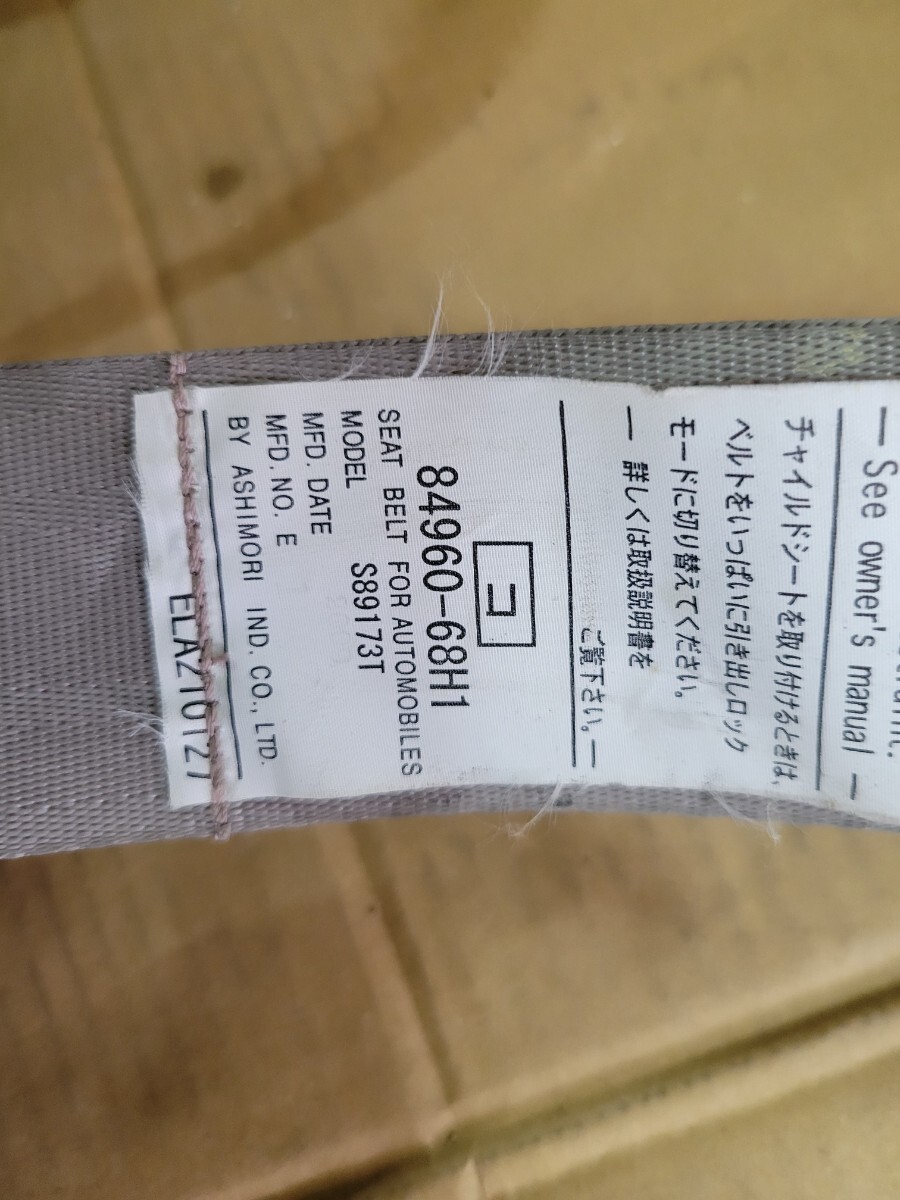 — See owner's manual —
チャイルドシートを取り付けるときは、
ベルトをいっぱいに引き出しロック
モードに切り替えてください。
— 詳しくは取扱説明書を
ご覧下さい。—
コ
84960-68H1
SEAT BELT FOR AUTOMOBILES
MODEL S89173T
MFD. DATE
MFD. NO. E
BY ASHIMORI IND. CO., LTD.
ELA210127